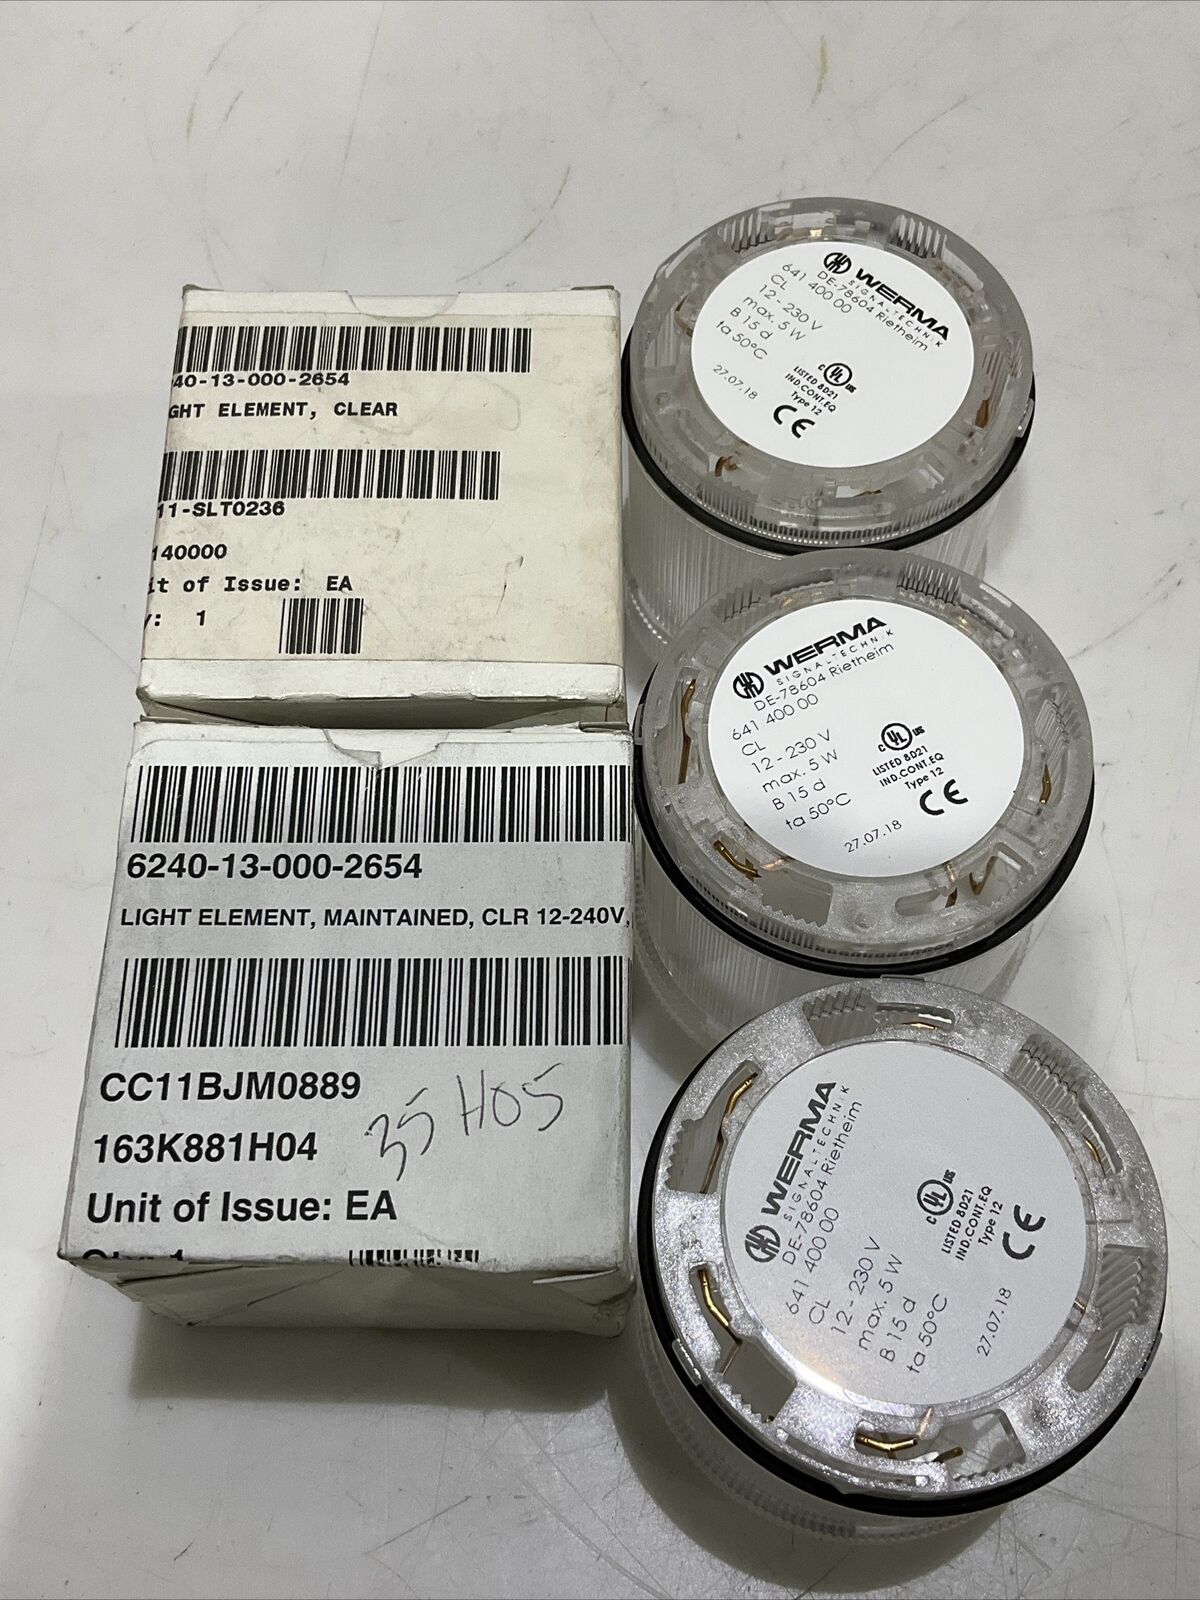 40-13-000-2654
GHT ELEMENT, CLEAR
11-SLT0236
140000
it of Issue: EA
y: 1
6240-13-000-2654
LIGHT ELEMENT, MAINTAINED, CLR 12-240V,
CC11BJM0889
163K881H04
35 H05
Unit of Issue: EA
WERMA
SIGNALTECHNIK
DE-78604 Rietheim
641 400 00
CL
12 - 230 V
max. 5 W
B 15 d
ta 50°C
27.07.18
c UL us
LISTED 8D21
IND.CONT.EQ
Type 12
CE
WERMA
SIGNALTECHNIK
DE-78604 Rietheim
641 400 00
CL
12 - 230 V
max. 5 W
B 15 d
ta 50°C
27.07.18
c UL us
LISTED 8D21
IND.CONT.EQ
Type 12
CE
WERMA
SIGNALTECHNIK
DE-78604 Rietheim
641 400 00
CL
12 - 230 V
max. 5 W
B 15 d
ta 50°C
27.07.18
c UL us
LISTED 8D21
IND.CONT.EQ
Type 12
CE